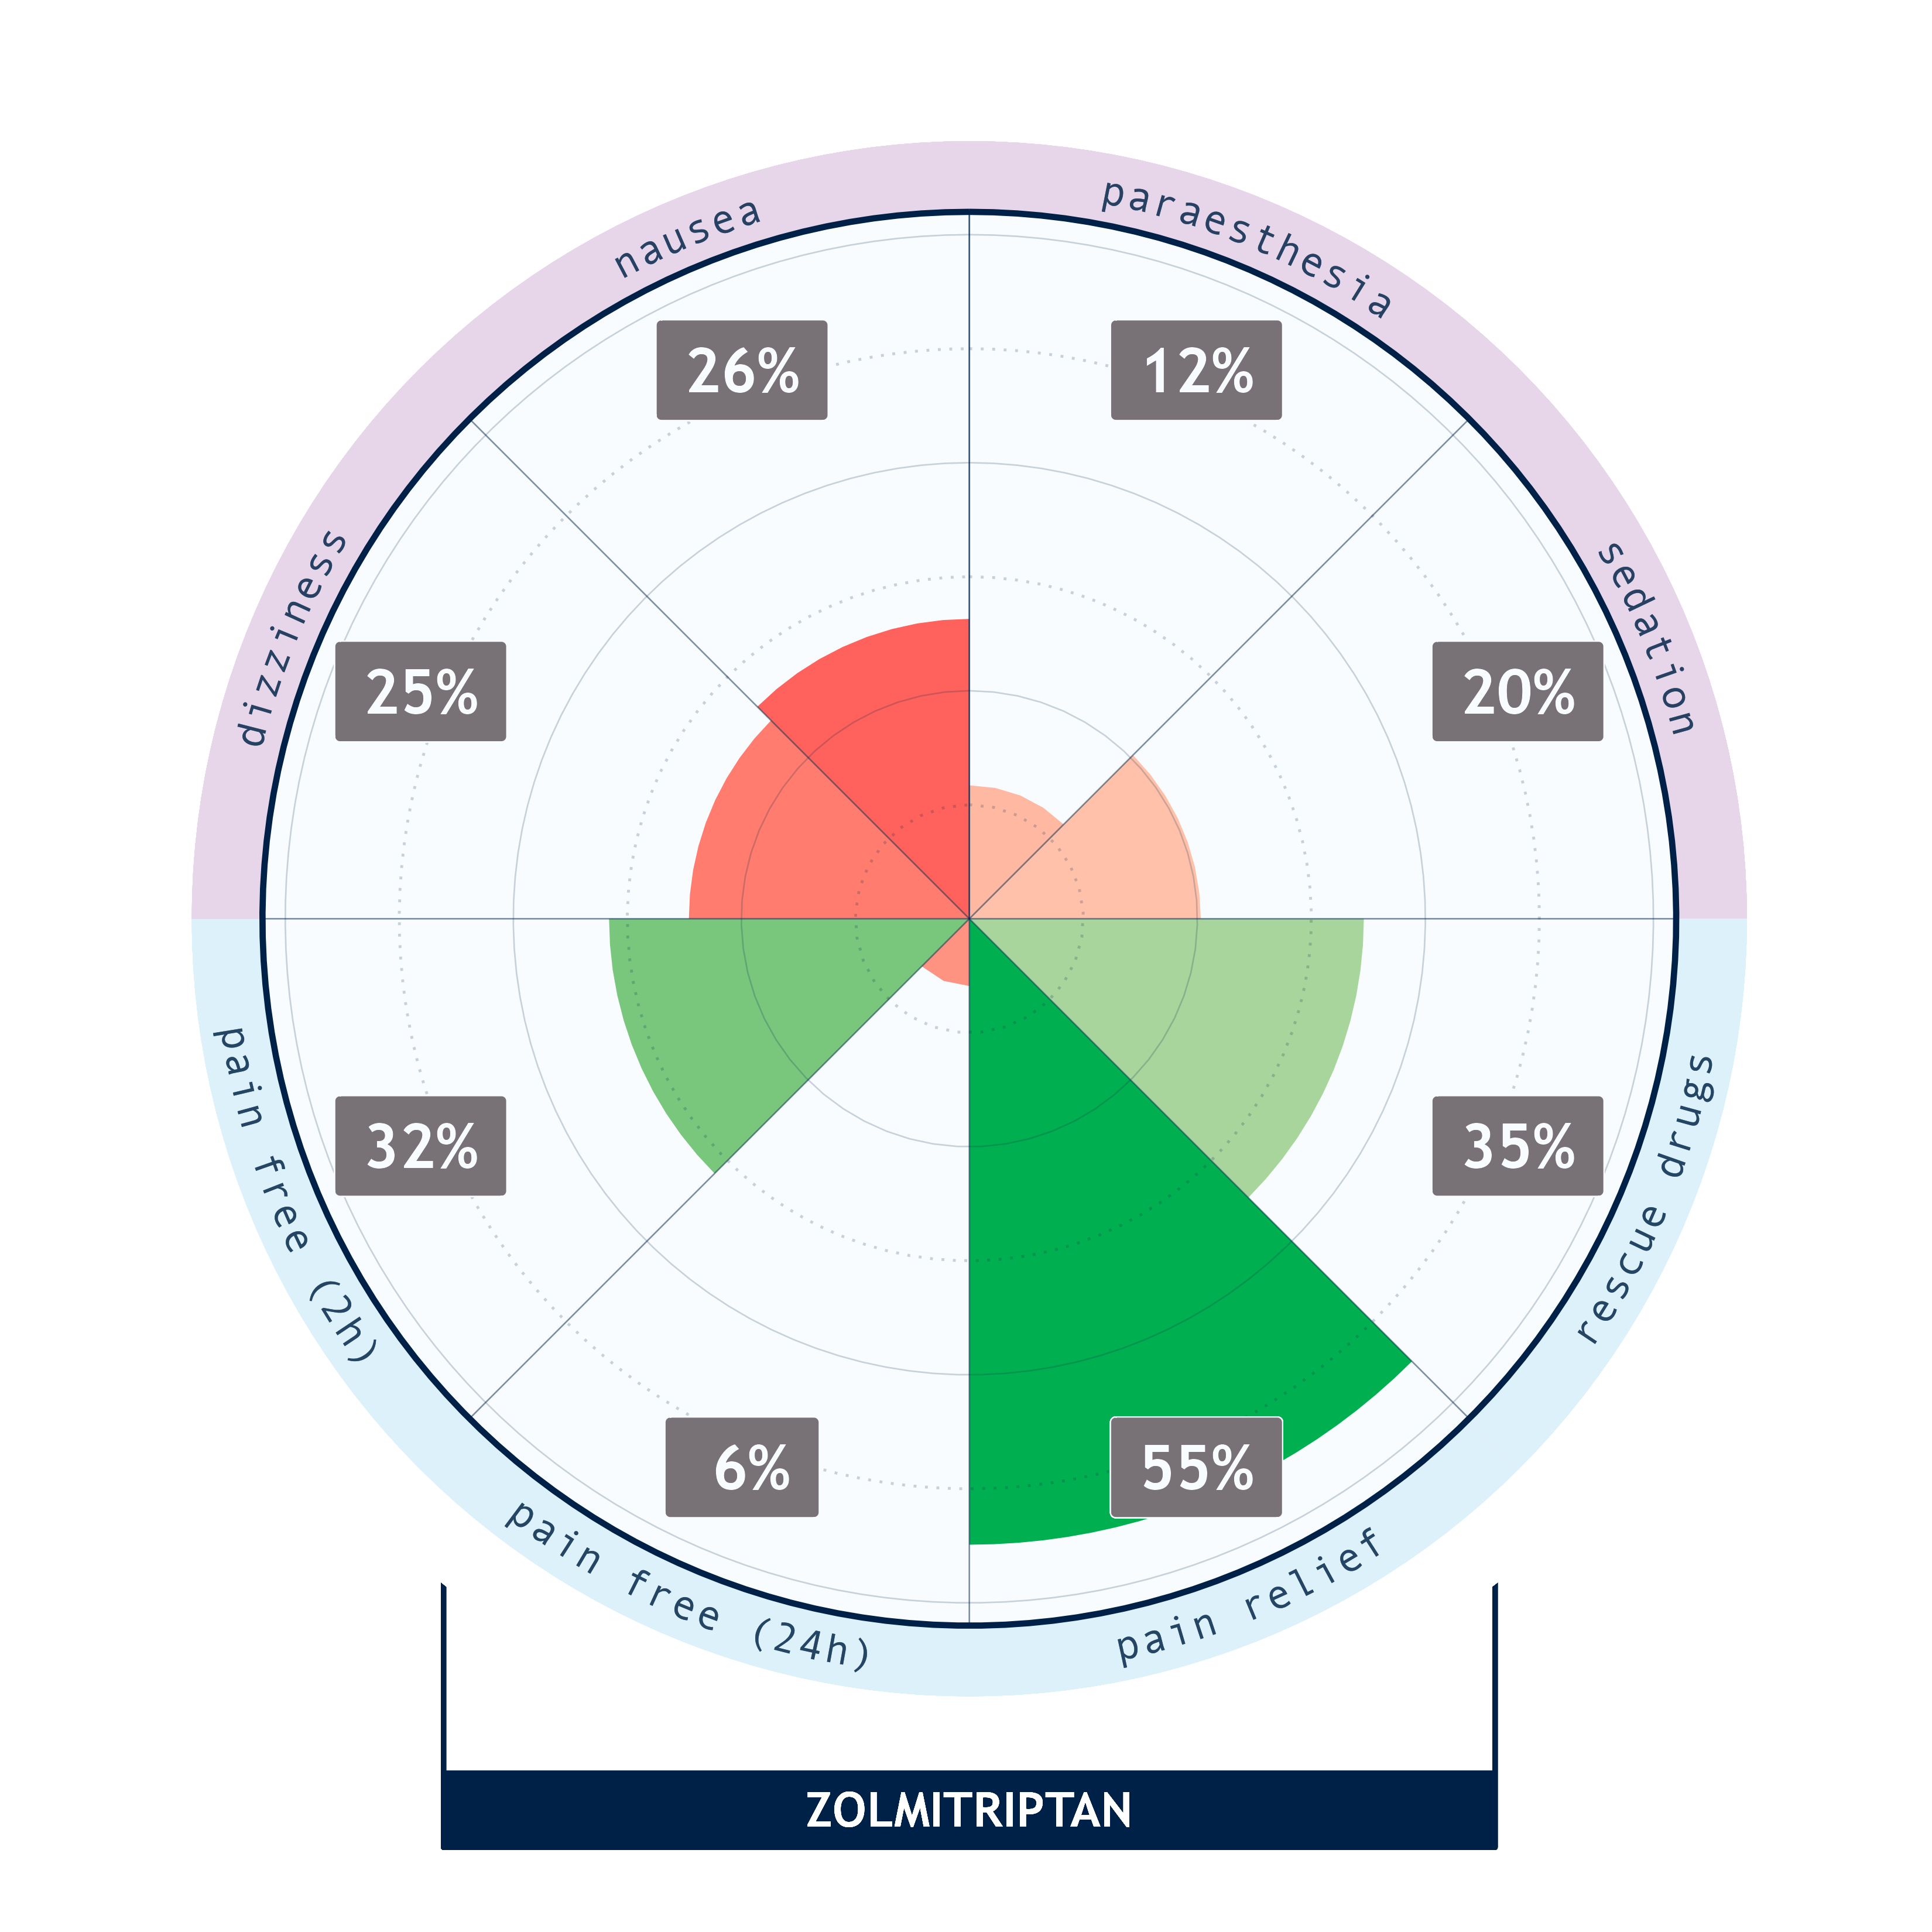 nausea
paraesthesia
26%
12%
dizziness
sedation
25%
20%
pain free (2h)
rescue drugs
32%
35%
6%
55%
pain free (24h)
pain relief
ZOLMITRIPTAN